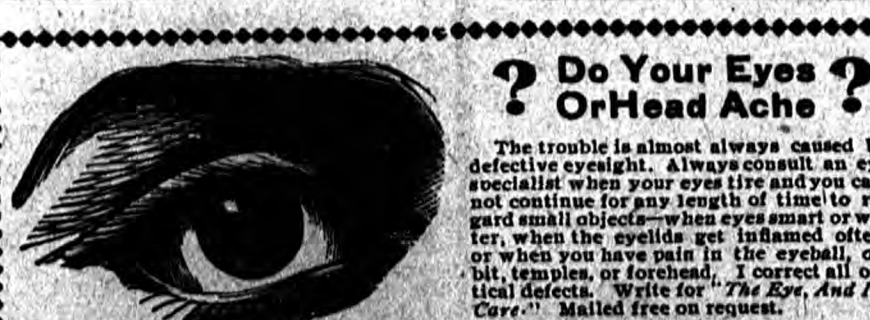 ? Do Your Eyes ?
Or Head Ache
The trouble is almost always caused
defective eyesight. Always consult an ey
specialist when your eyes tire and you ca
not continue for any length of time to r
gard small objects—when eyes smart or w
ter, when the eyelids get inflamed ofte
or when you have pain in the eyeball, o
bit, temples, or forehead, I correct all o
tical defects. Write for "The Eye, And I
Care." Mailed free on request.